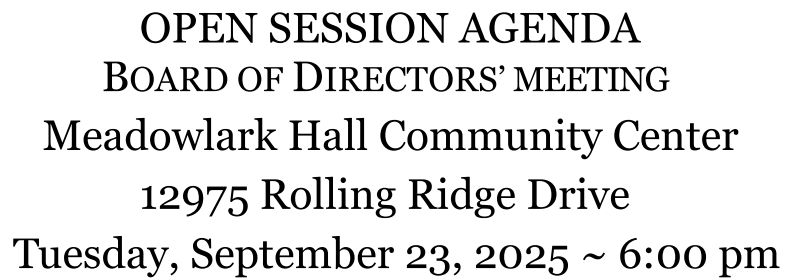 OPEN SESSION AGENDA
BOARD OF DIRECTORS’ MEETING
Meadowlark Hall Community Center
12975 Rolling Ridge Drive
Tuesday, September 23, 2025 ~ 6:00 pm